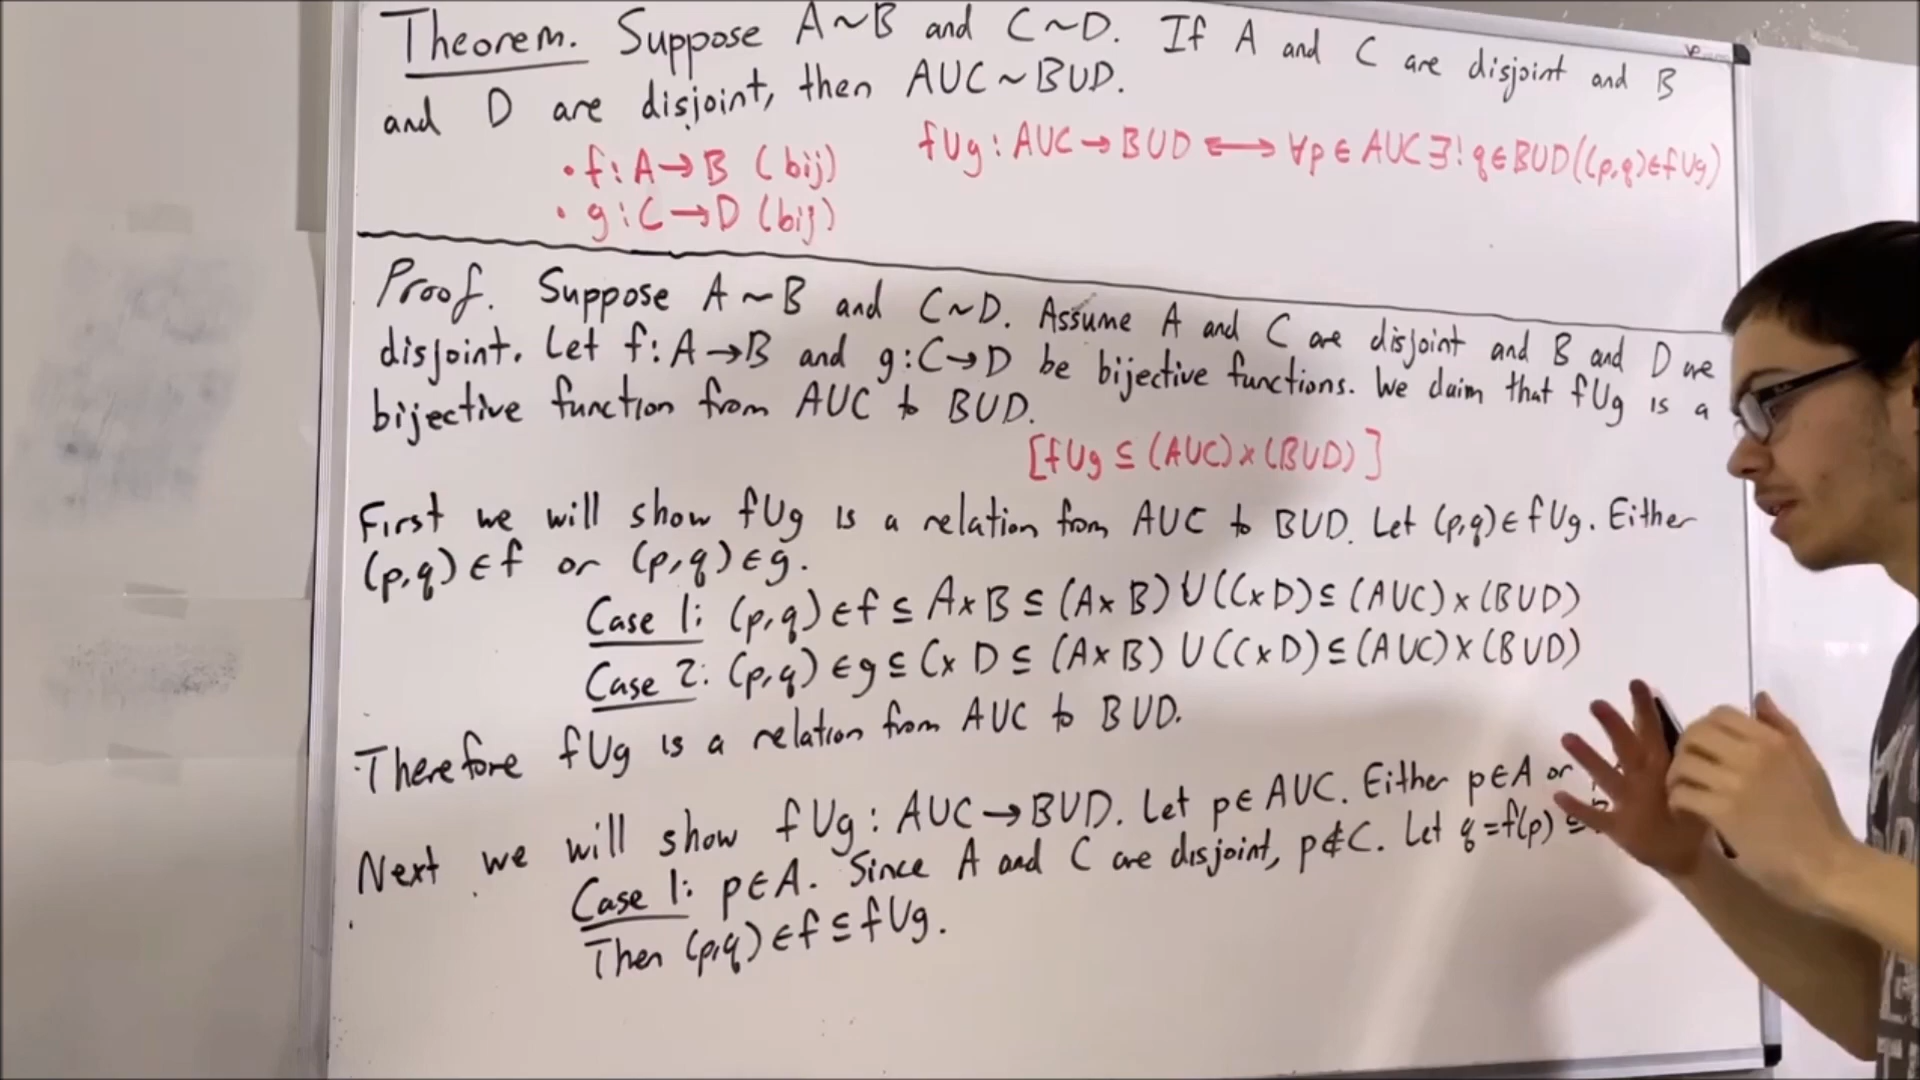 Theorem. Suppose A~B and C~D. If A and C are disjoint and B
and D are disjoint, then A∪C~B∪D.
• f: A→B (bij)
• g: C→D (bij)
f∪g: A∪C→B∪D ⟷ ∀p∈A∪C ∃! q∈B∪D((p,q)∈f∪g)
Proof. Suppose A~B and C~D. Assume A and C are disjoint and B and D are
disjoint. Let f: A→B and g: C→D be bijective functions. We claim that f∪g is a
bijective function from A∪C to B∪D.
[f∪g ⊆ (A∪C)×(B∪D)]
First we will show f∪g is a relation from A∪C to B∪D. Let (p,q)∈f∪g. Either
(p,q)∈f or (p,q)∈g.
Case 1: (p,q)∈f ⊆ A×B ⊆ (A×B)∪(C×D) ⊆ (A∪C)×(B∪D)
Case 2: (p,q)∈g ⊆ C×D ⊆ (A×B)∪(C×D) ⊆ (A∪C)×(B∪D)
Therefore f∪g is a relation from A∪C to B∪D.
Next we will show f∪g: A∪C→B∪D. Let p∈A∪C. Either p∈A or
Case 1: p∈A. Since A and C are disjoint, p∉C. Let q=f(p)
Then (p,q)∈f⊆f∪g.